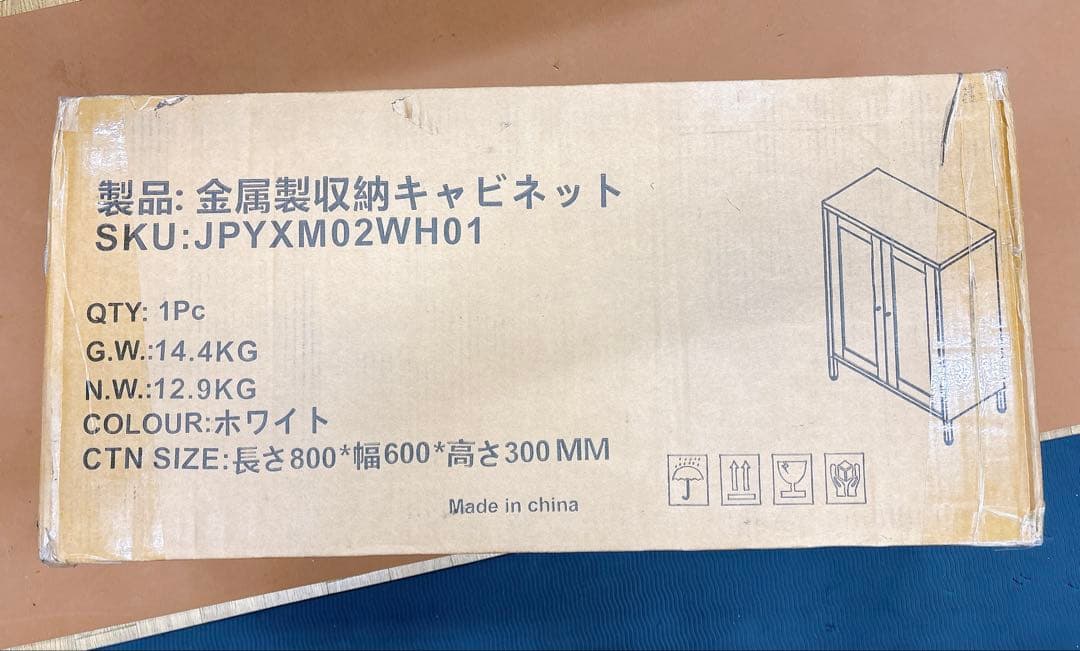 製品: 金属製収納キャビネット
SKU:JPYXM02WH01
QTY: 1Pc
G.W.:14.4KG
N.W.:12.9KG
COLOUR:ホワイト
CTN SIZE:長さ800*幅600*高さ300 MM
Made in china